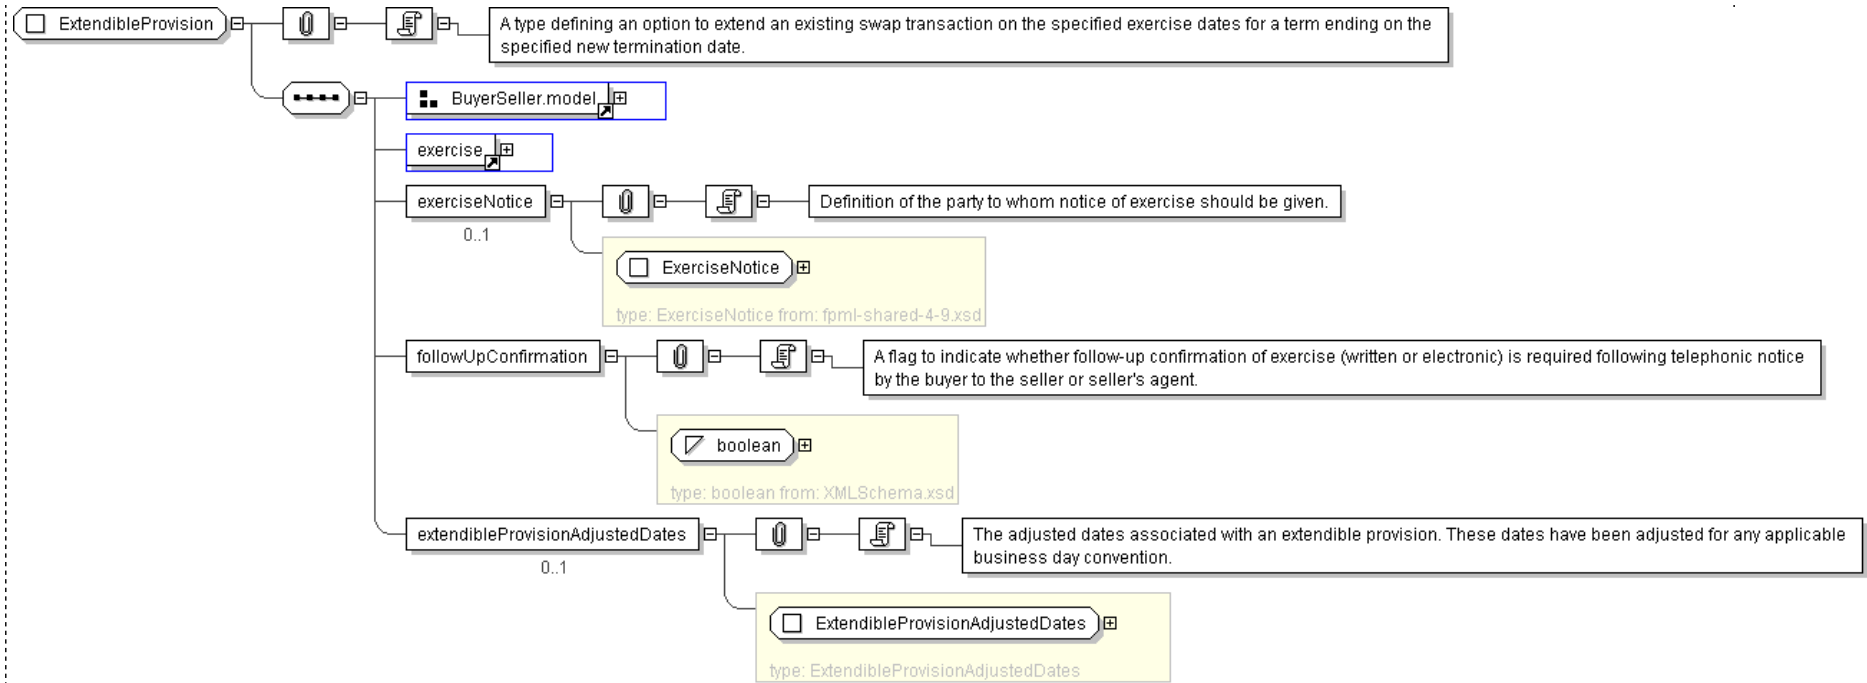 ExtendibleProvision
A type defining an option to extend an existing swap transaction on the specified exercise dates for a term ending on the
specified new termination date.
BuyerSeller.model
exercise
exerciseNotice
Definition of the party to whom notice of exercise should be given.
0..1
ExerciseNotice
type: ExerciseNotice from: fpml-shared-4-9.xsd
followUpConfirmation
A flag to indicate whether follow-up confirmation of exercise (written or electronic) is required following telephonic notice
by the buyer to the seller or seller's agent.
boolean
type: boolean from: XMLSchema.xsd
extendibleProvisionAdjustedDates
The adjusted dates associated with an extendible provision. These dates have been adjusted for any applicable
business day convention.
0..1
ExtendibleProvisionAdjustedDates
type: ExtendibleProvisionAdjustedDates